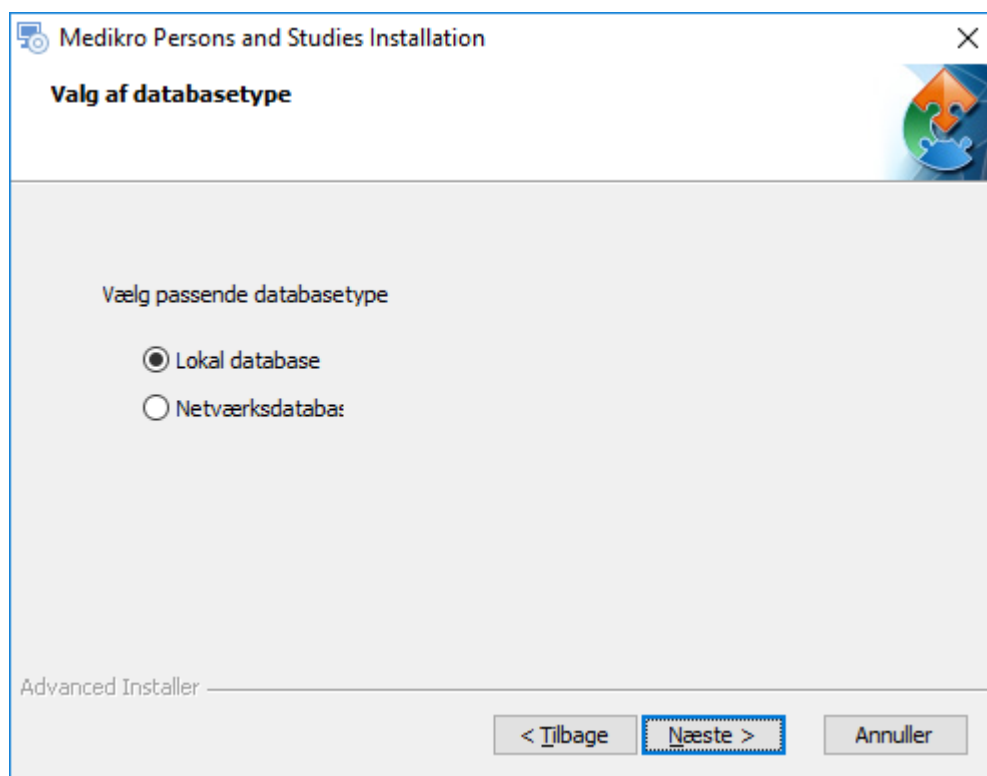 Medikro Persons and Studies Installation
Valg af databasetype
Vælg passende databasetype
Lokal database
Netværksdatabas
Advanced Installer
< Tilbage
Næste >
Annuller